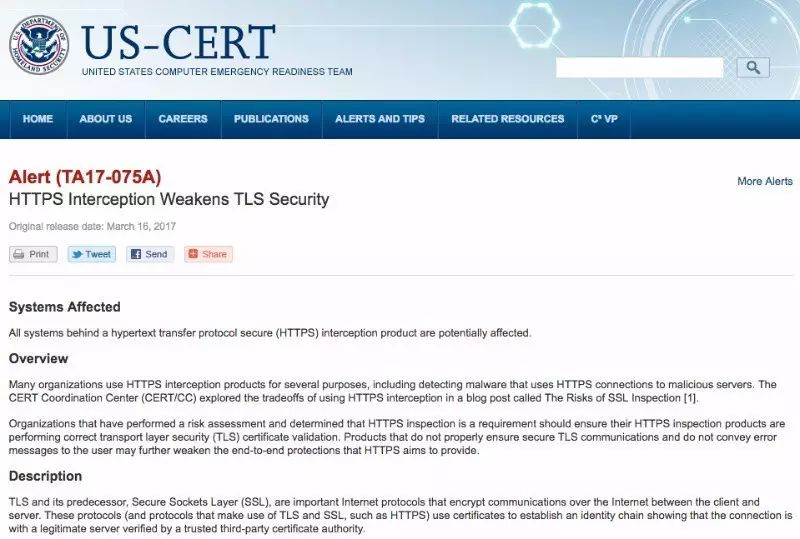 US-CERT
UNITED STATES COMPUTER EMERGENCY READINESS TEAM
HOME ABOUT US CAREERS PUBLICATIONS ALERTS AND TIPS RELATED RESOURCES C³ VP
Alert (TA17-075A)
More Alerts
HTTPS Interception Weakens TLS Security
Original release date: March 16, 2017
Print Tweet Send Share
Systems Affected
All systems behind a hypertext transfer protocol secure (HTTPS) interception product are potentially affected.
Overview
Many organizations use HTTPS interception products for several purposes, including detecting malware that uses HTTPS connections to malicious servers. The
CERT Coordination Center (CERT/CC) explored the tradeoffs of using HTTPS interception in a blog post called The Risks of SSL Inspection [1].
Organizations that have performed a risk assessment and determined that HTTPS inspection is a requirement should ensure their HTTPS inspection products are
performing correct transport layer security (TLS) certificate validation. Products that do not properly ensure secure TLS communications and do not convey error
messages to the user may further weaken the end-to-end protections that HTTPS aims to provide.
Description
TLS and its predecessor, Secure Sockets Layer (SSL), are important Internet protocols that encrypt communications over the Internet between the client and
server. These protocols (and protocols that make use of TLS and SSL, such as HTTPS) use certificates to establish an identity chain showing that the connection is
with a legitimate server verified by a trusted third-party certificate authority.